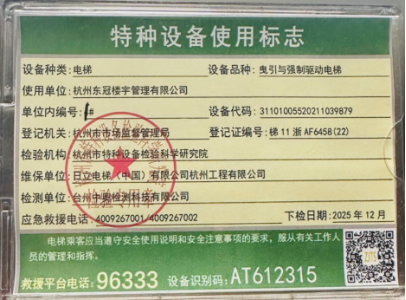 特种设备使用标志
设备种类：电梯 设备品种：曳引与强制驱动电梯
使用单位：杭州东冠楼宇管理有限公司
单位内编号：1# 设备代码：31101005520211039879
登记机关：杭州市市场监督管理局 登记证编号：梯 11 浙 AF6458(22)
检验机构：杭州市特种设备检验科学研究院
维保单位：日立电梯（中国）有限公司杭州工程有限公司
检测单位：台州中奥检测科技有限公司
应急救援电话：4009267001/4009267002 下检日期：2025 年 12 月
电梯乘客应当遵守安全使用说明和安全注意事项的要求，服从有关工作人
员的管理和指挥。
救援平台电话：96333 设备识别码：AT612315